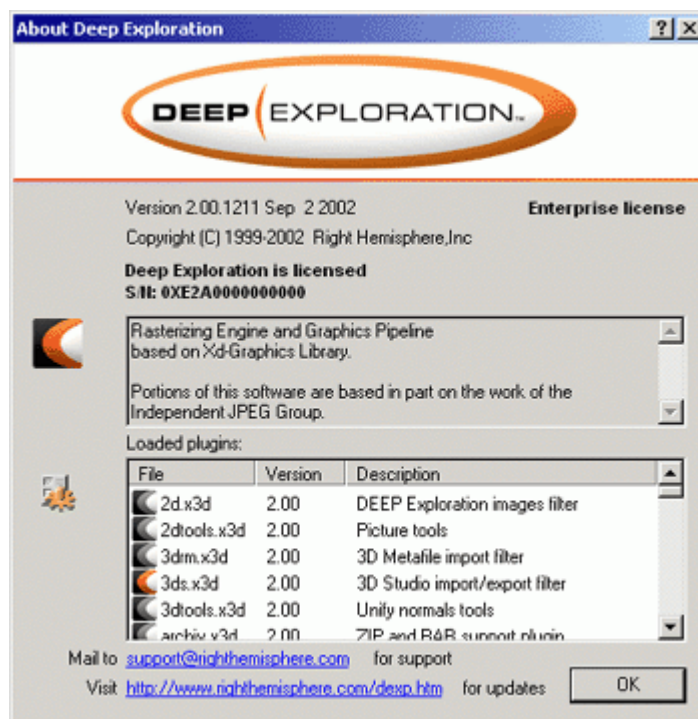 About Deep Exploration
DEEP EXPLORATION™
Version 2.00.1211 Sep 2 2002 Enterprise license
Copyright (C) 1999-2002 Right Hemisphere,Inc
Deep Exploration is licensed
S/N: 0XE2A0000000000
Rasterizing Engine and Graphics Pipeline
based on Xd-Graphics Library.
Portions of this software are based in part on the work of the
Independent JPEG Group.
Loaded plugins:
File Version Description
2d.x3d 2.00 DEEP Exploration images filter
2dtools.x3d 2.00 Picture tools
3drm.x3d 2.00 3D Metafile import filter
3ds.x3d 2.00 3D Studio import/export filter
3dtools.x3d 2.00 Unify normals tools
archiv.x3d 2.00 ZIP and RAR support plugin
Mail to support@righthemisphere.com for support
Visit http://www.righthemisphere.com/dexp.htm for updates OK